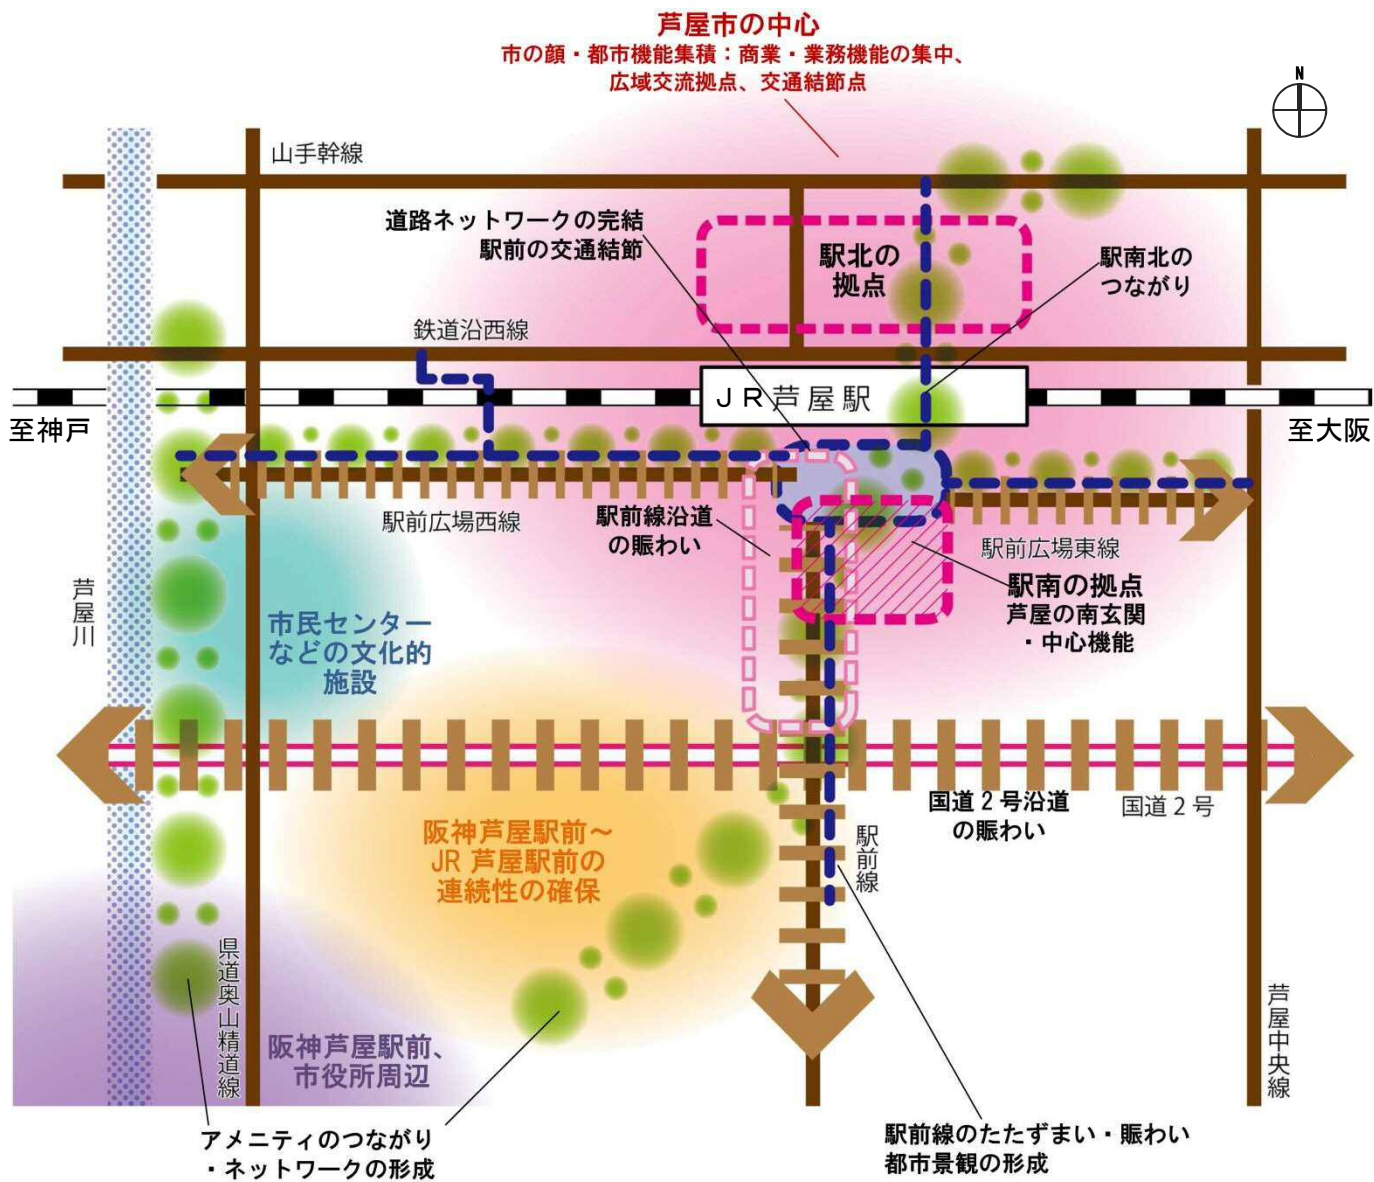 芦屋市の中心
市の顔・都市機能集積：商業・業務機能の集中、
広域交流拠点、交通結節点
N
山手幹線
道路ネットワークの完結
駅前の交通結節
駅北の
拠点
駅南北の
つながり
鉄道沿西線
ＪＲ芦屋駅
至神戸
至大阪
駅前広場西線
駅前線沿道
の賑わい
駅前広場東線
駅南の拠点
芦屋の南玄関
・中心機能
芦屋川
市民センター
などの文化的
施設
国道２号沿道
の賑わい
国道２号
阪神芦屋駅前～
JR 芦屋駅前の
連続性の確保
駅前線
県道奥山精道線
芦屋中央線
阪神芦屋駅前、
市役所周辺
アメニティのつながり
・ネットワークの形成
駅前線のたたずまい・賑わい
都市景観の形成